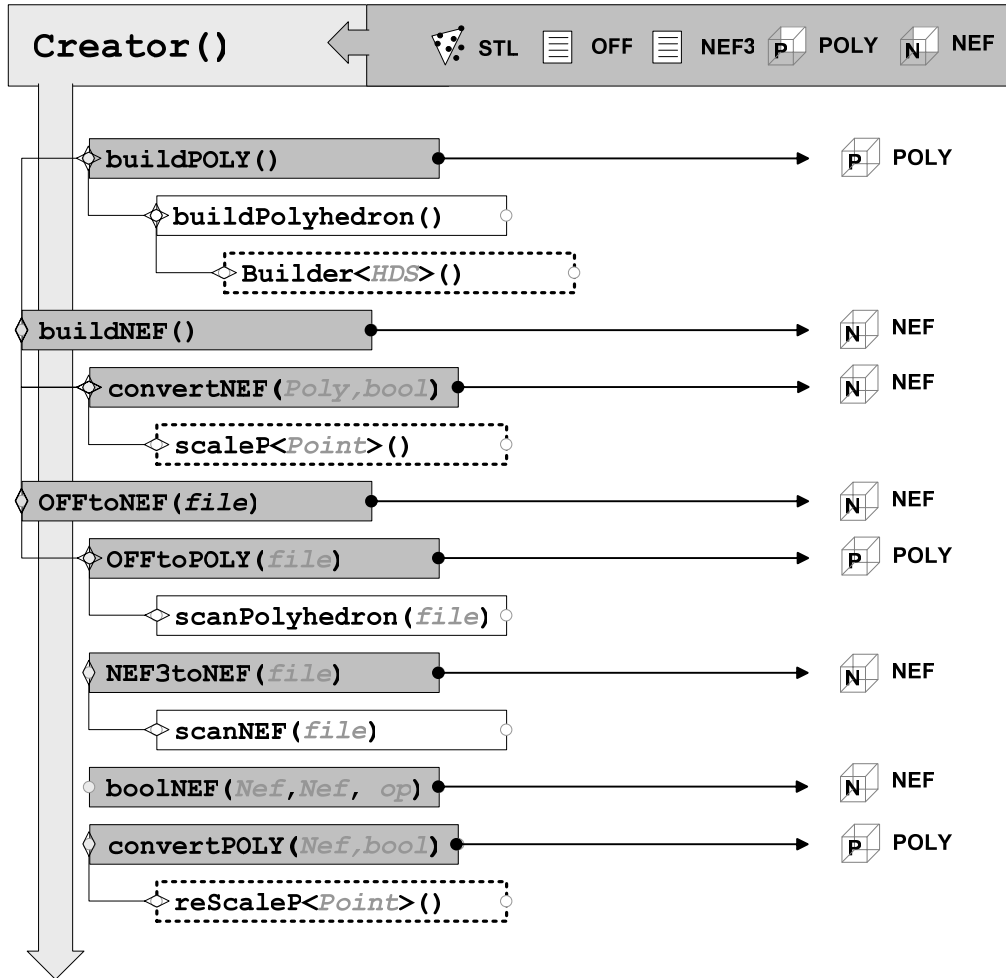 Creator() STL OFF NEF3 P POLY N NEF
buildPOLY() P POLY
buildPolyhedron()
Builder<HDS>()
buildNEF() N NEF
convertNEF(Poly,bool) N NEF
scaleP<Point>()
OFFtoNEF(file) N NEF
OFFtoPOLY(file) P POLY
scanPolyhedron(file)
NEF3toNEF(file) N NEF
scanNEF(file)
boolNEF(Nef,Nef, op) N NEF
convertPOLY(Nef,bool) P POLY
reScaleP<Point>()